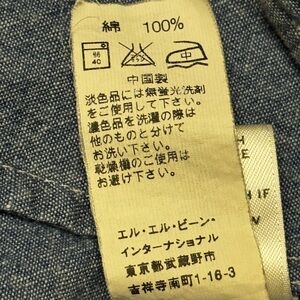 綿 100%
40
中
中国製
淡色品には無蛍光洗剤
をご使用して下さい。
濃色品を洗濯の際は
他のものと分けて
お洗い下さい。
乾燥機のご使用は
お避け下さい。
エル・エル・ビーン・
インターナショナル
東京都武蔵野市
吉祥寺南町1-16-3
H
E
H IF
W